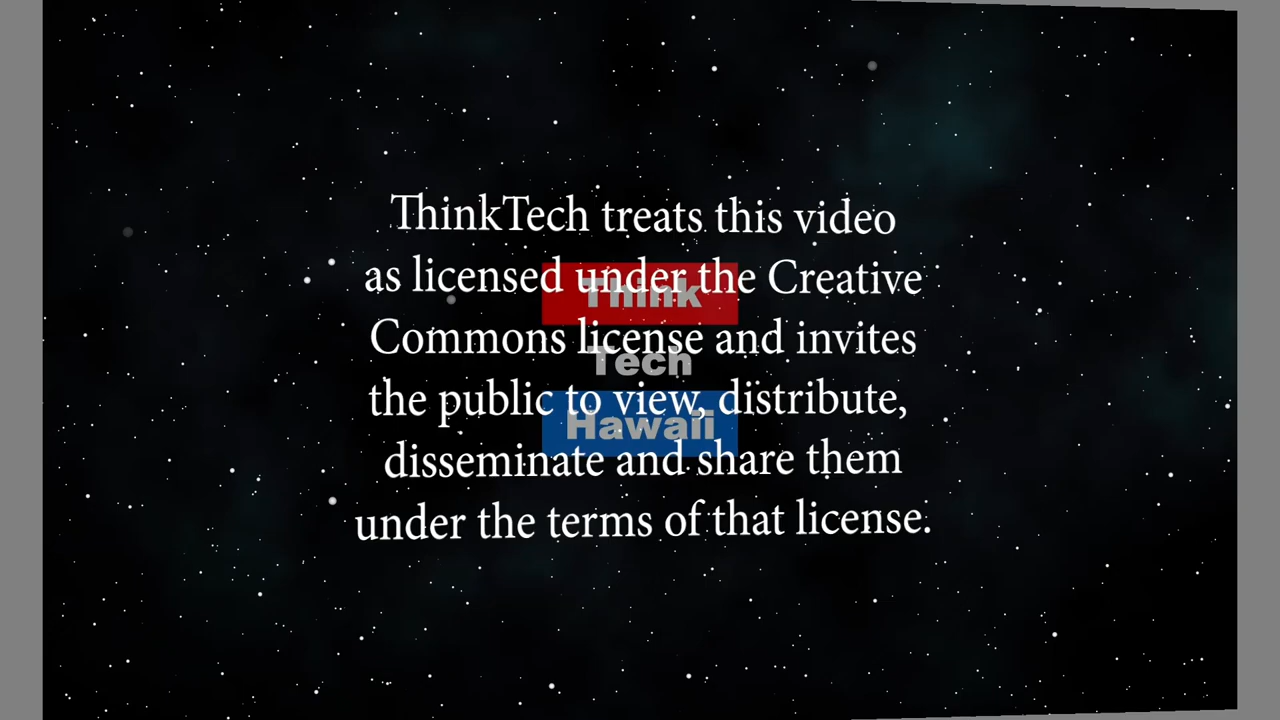 ThinkTech treats this video
as licensed under the Creative
Commons license and invites
the public to view, distribute,
disseminate and share them
under the terms of that license.
Think
Tech
Hawaii